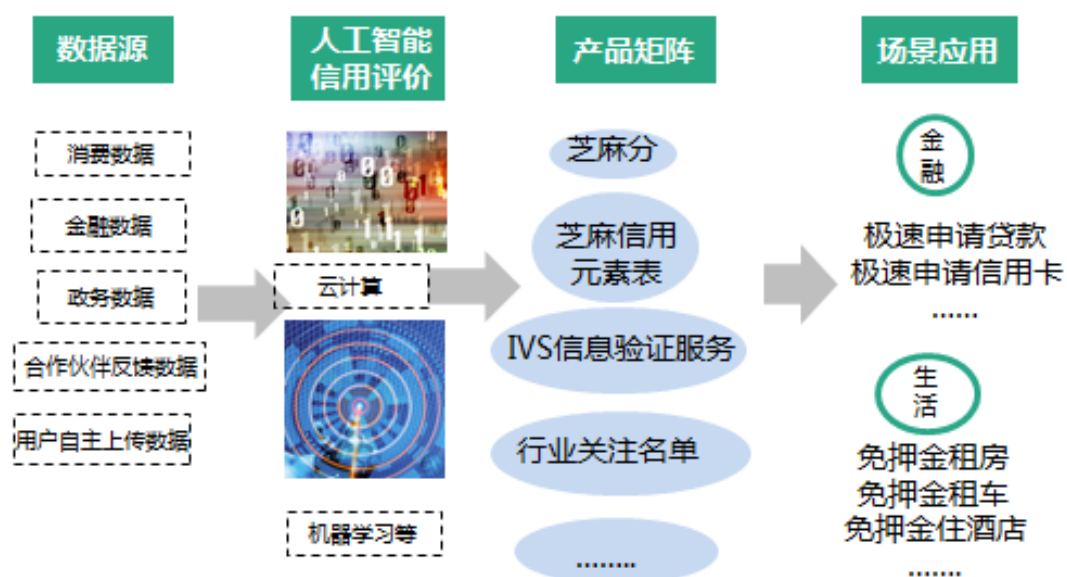 数据源
人工智能
信用评价
产品矩阵
场景应用
消费数据
金融数据
政务数据
合作伙伴反馈数据
用户自主上传数据
云计算
机器学习等
芝麻分
芝麻信用
元素表
IVS信息验证服务
行业关注名单
........
金
融
极速申请贷款
极速申请信用卡
......
生
活
免押金租房
免押金租车
免押金住酒店
.......